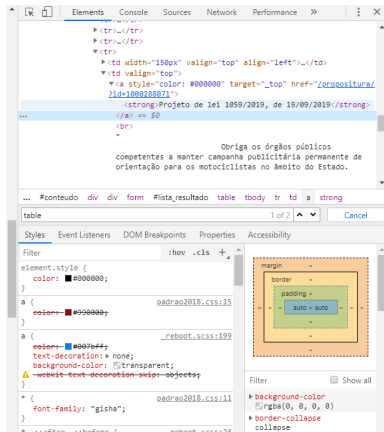 Elements Console Sources Network Performance »
<tr>…</tr>
<tr>…</tr>
<tr>
<td width="150px" valign="top" align="left">…</td>
<td valign="top">
<a style="color: #000000" target="_top" href="/propositura/
?id=1000288071">
<strong>Projeto de lei 1059/2019, de 19/09/2019</strong>
… </a> == $0
<br>
"
Obriga os órgãos públicos
competentes a manter campanha publicitária permanente de
orientação para os motociclistas no âmbito do Estado.
... #conteudo div div form #lista_resultado table tbody tr td a strong
table 1 of 2 Cancel
Styles Event Listeners DOM Breakpoints Properties Accessibility
Filter :hov .cls +
element.style {
color: #000000;
}
a { padrao2018.css:15
color: #990000;
}
a { _reboot.scss:199
color: #007bff;
text-decoration: none;
background-color: transparent;
-webkit-text-decoration-skip: objects;
}
* { padrao2018.css:11
font-family: "gisha";
}
*, ::after, ::before { _reboot.scss:24
margin -
border -
padding -
auto × auto
-
-
-
Filter Show all
background-color
rgba(0, 0, 0, 0)
border-collapse
collapse